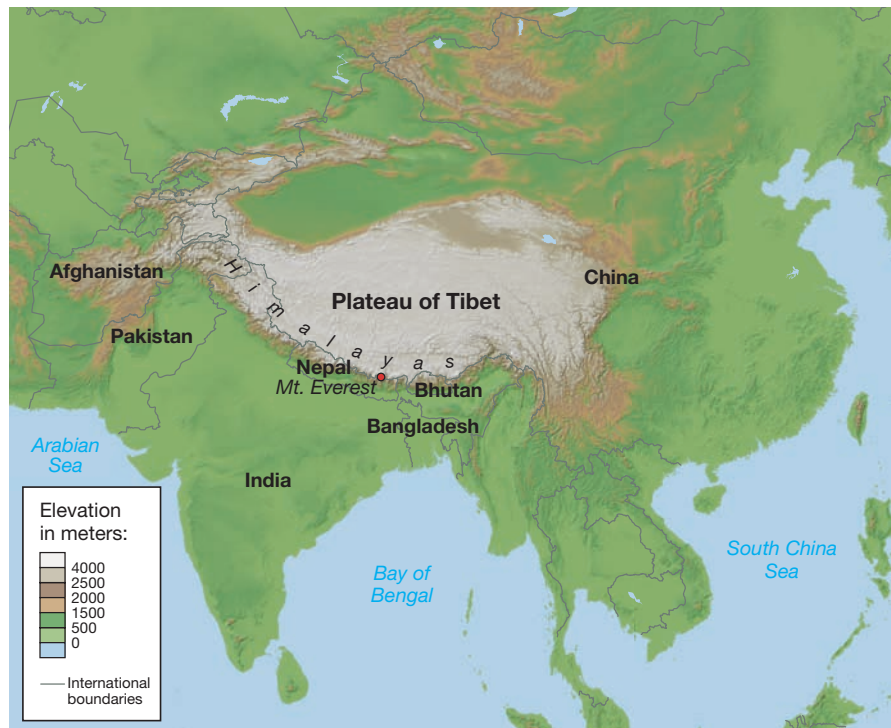 Afghanistan
China
Himalayas
Plateau of Tibet
Pakistan
Nepal
Mt. Everest
Bhutan
Bangladesh
Arabian
Sea
India
Elevation
in meters:
4000
2500
2000
1500
500
0
International
boundaries
Bay of
Bengal
South China
Sea